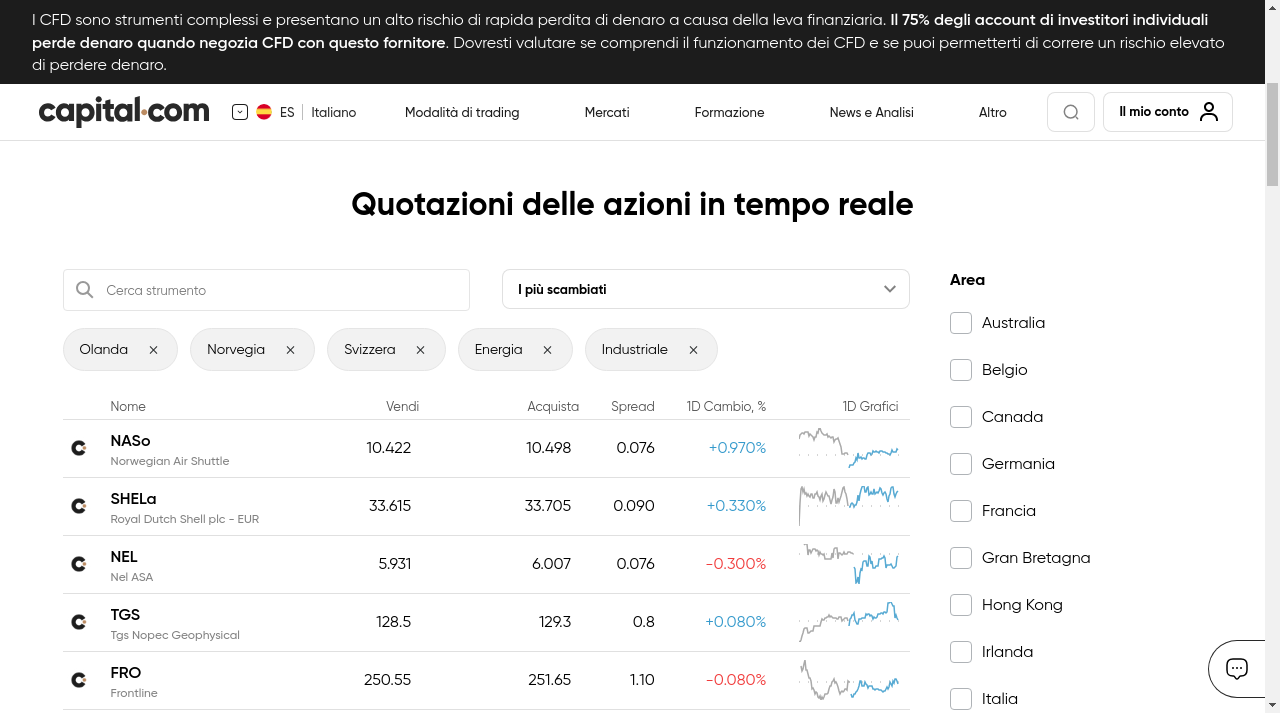 I CFD sono strumenti complessi e presentano un alto rischio di rapida perdita di denaro a causa della leva finanziaria. Il 75% degli account di investitori individuali
perde denaro quando negozia CFD con questo fornitore. Dovresti valutare se comprendi il funzionamento dei CFD e se puoi permetterti di correre un rischio elevato
di perdere denaro.
capital.com
ES
Italiano
Modalità di trading
Mercati
Formazione
News e Analisi
Altro
Il mio conto
Quotazioni delle azioni in tempo reale
Cerca strumento
I più scambiati
Olanda
Norvegia
Svizzera
Energia
Industriale
Nome Vendi Acquista Spread 1D Cambio, % 1D Grafici
NASo 10.422 10.498 0.076 +0.970%
Norwegian Air Shuttle
SHELa 33.615 33.705 0.090 +0.330%
Royal Dutch Shell plc - EUR
NEL 5.931 6.007 0.076 -0.300%
Nel ASA
TGS 128.5 129.3 0.8 +0.080%
Tgs Nopec Geophysical
FRO 250.55 251.65 1.10 -0.080%
Frontline
Area
Australia
Belgio
Canada
Germania
Francia
Gran Bretagna
Hong Kong
Irlanda
Italia